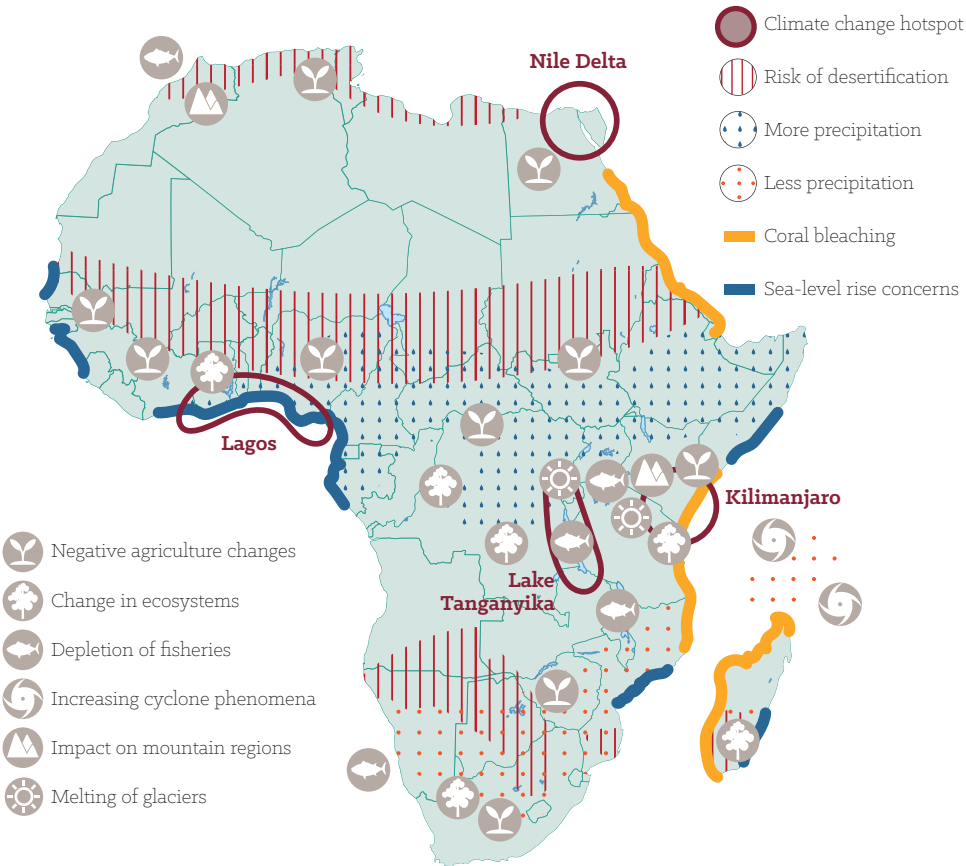 Climate change hotspot
Nile Delta
Risk of desertification
More precipitation
Less precipitation
Coral bleaching
Sea-level rise concerns
Lagos
Kilimanjaro
Negative agriculture changes
Lake
Tanganyika
Change in ecosystems
Depletion of fisheries
Increasing cyclone phenomena
Impact on mountain regions
Melting of glaciers